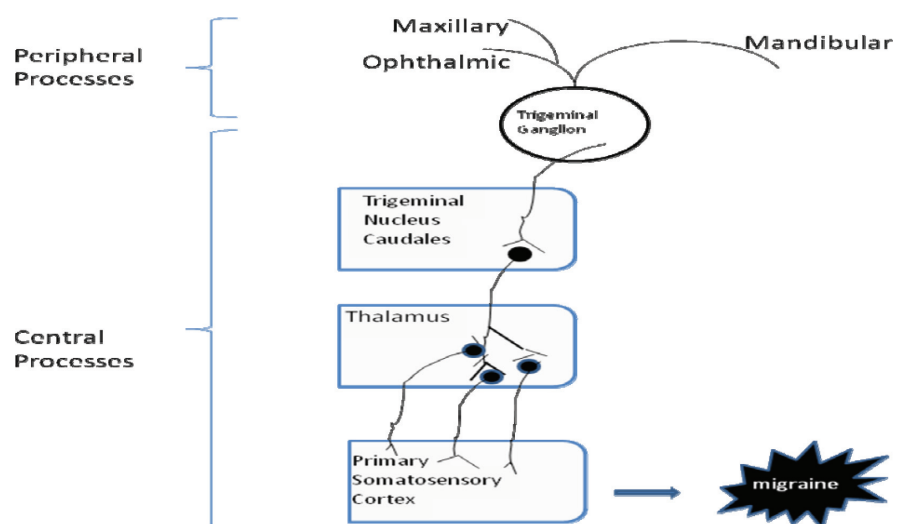 Maxillary
Ophthalmic
Mandibular
Peripheral
Processes
Trigeminal
Ganglion
Trigeminal
Nucleus
Caudales
Thalamus
Central
Processes
Primary
Somatosensory
Cortex
migraine